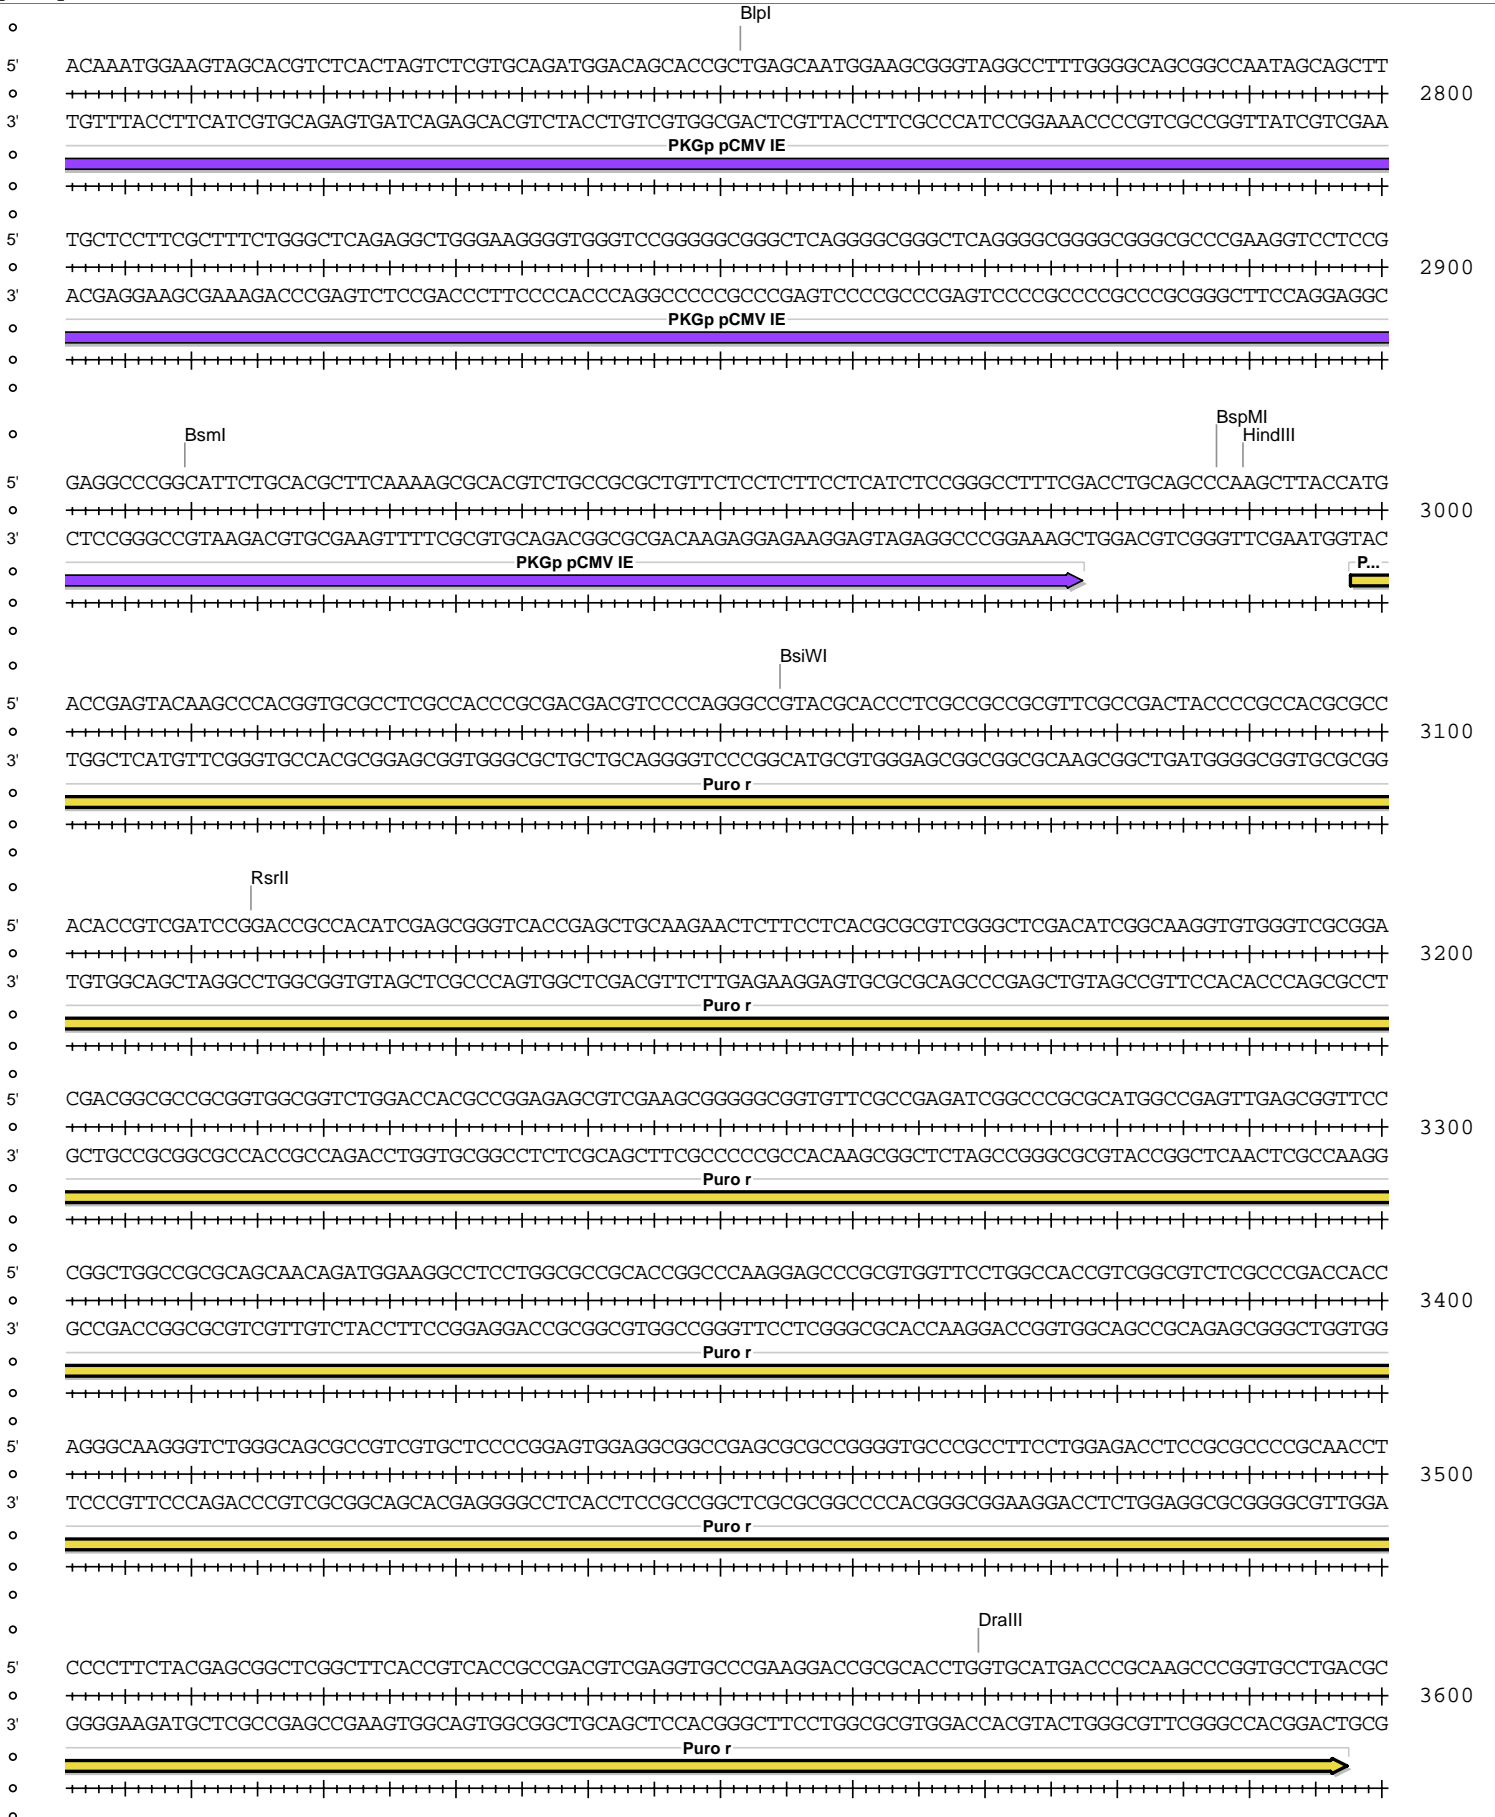 BlpI
5' ACAAATGGAAGTAGCACGTCTCACTAGTCTCGTGCAGATGGACAGCACCGCTGAGCAATGGAAGCGGGTAGGCCTTTGGGGCAGCGGCCAATAGCAGCTT
2800
3' TGTTTACCTTCATCGTGCAGAGTGATCAGAGCACGTCTACCTGTCGTGGCGACTCGTTACCTTCGCCCATCCGGAAACCCCGTCGCCGGTTATCGTCGAA
PKGp pCMV IE
5' TGCTCCTTCGCTTTCTGGGCTCAGAGGCTGGGAAGGGGTGGGTCCGGGGGCGGGCTCAGGGGCGGGCTCAGGGGCGGGGCGGGCGCCCGAAGGTCCTCCG
2900
3' ACGAGGAAGCGAAAGACCCGAGTCTCCGACCCTTCCCCACCCAGGCCCCCGCCCGAGTCCCCGCCCGAGTCCCCGCCCCGCCCGCGGGCTTCCAGGAGGC
PKGp pCMV IE
BsmI BspMI HindIII
5' GAGGCCCGGCATTCTGCACGCTTCAAAAGCGCACGTCTGCCGCGCTGTTCTCCTCTTCCTCATCTCCGGGCCTTTCGACCTGCAGCCCAAGCTTACCATG
3000
3' CTCCGGGCCGTAAGACGTGCGAAGTTTTCGCGTGCAGACGGCGCGACAAGAGGAGAAGGAGTAGAGGCCCGGAAAGCTGGACGTCGGGTTCGAATGGTAC
PKGp pCMV IE P...
BsiWI
5' ACCGAGTACAAGCCCACGGTGCGCCTCGCCACCCGCGACGACGTCCCCAGGGCCGTACGCACCCTCGCCGCCGCGTTCGCCGACTACCCCGCCACGCGCC
3100
3' TGGCTCATGTTCGGGTGCCACGCGGAGCGGTGGGCGCTGCTGCAGGGGTCCCGGCATGCGTGGGAGCGGCGGCGCAAGCGGCTGATGGGGCGGTGCGCGG
Puro r
RsrII
5' ACACCGTCGATCCGGACCGCCACATCGAGCGGGTCACCGAGCTGCAAGAACTCTTCCTCACGCGCGTCGGGCTCGACATCGGCAAGGTGTGGGTCGCGGA
3200
3' TGTGGCAGCTAGGCCTGGCGGTGTAGCTCGCCCAGTGGCTCGACGTTCTTGAGAAGGAGTGCGCGCAGCCCGAGCTGTAGCCGTTCCACACCCAGCGCCT
Puro r
5' CGACGGCGCCGCGGTGGCGGTCTGGACCACGCCGGAGAGCGTCGAAGCGGGGGCGGTGTTCGCCGAGATCGGCCCGCGCATGGCCGAGTTGAGCGGTTCC
3300
3' GCTGCCGCGGCGCCACCGCCAGACCTGGTGCGGCCTCTCGCAGCTTCGCCCCCGCCACAAGCGGCTCTAGCCGGGCGCGTACCGGCTCAACTCGCCAAGG
Puro r
5' CGGCTGGCCGCGCAGCAACAGATGGAAGGCCTCCTGGCGCCGCACCGGCCCAAGGAGCCCGCGTGGTTCCTGGCCACCGTCGGCGTCTCGCCCGACCACC
3400
3' GCCGACCGGCGCGTCGTTGTCTACCTTCCGGAGGACCGCGGCGTGGCCGGGTTCCTCGGGCGCACCAAGGACCGGTGGCAGCCGCAGAGCGGGCTGGTGG
Puro r
5' AGGGCAAGGGTCTGGGCAGCGCCGTCGTGCTCCCCGGAGTGGAGGCGGCCGAGCGCGCCGGGGTGCCCGCCTTCCTGGAGACCTCCGCGCCCCGCAACCT
3500
3' TCCCGTTCCCAGACCCGTCGCGGCAGCACGAGGGGCCTCACCTCCGCCGGCTCGCGCGGCCCCACGGGCGGAAGGACCTCTGGAGGCGCGGGGCGTTGGA
Puro r
DraIII
5' CCCCTTCTACGAGCGGCTCGGCTTCACCGTCACCGCCGACGTCGAGGTGCCCGAAGGACCGCGCACCTGGTGCATGACCCGCAAGCCCGGTGCCTGACGC
3600
3' GGGGAAGATGCTCGCCGAGCCGAAGTGGCAGTGGCGGCTGCAGCTCCACGGGCTTCCTGGCGCGTGGACCACGTACTGGGCGTTCGGGCCACGGACTGCG
Puro r